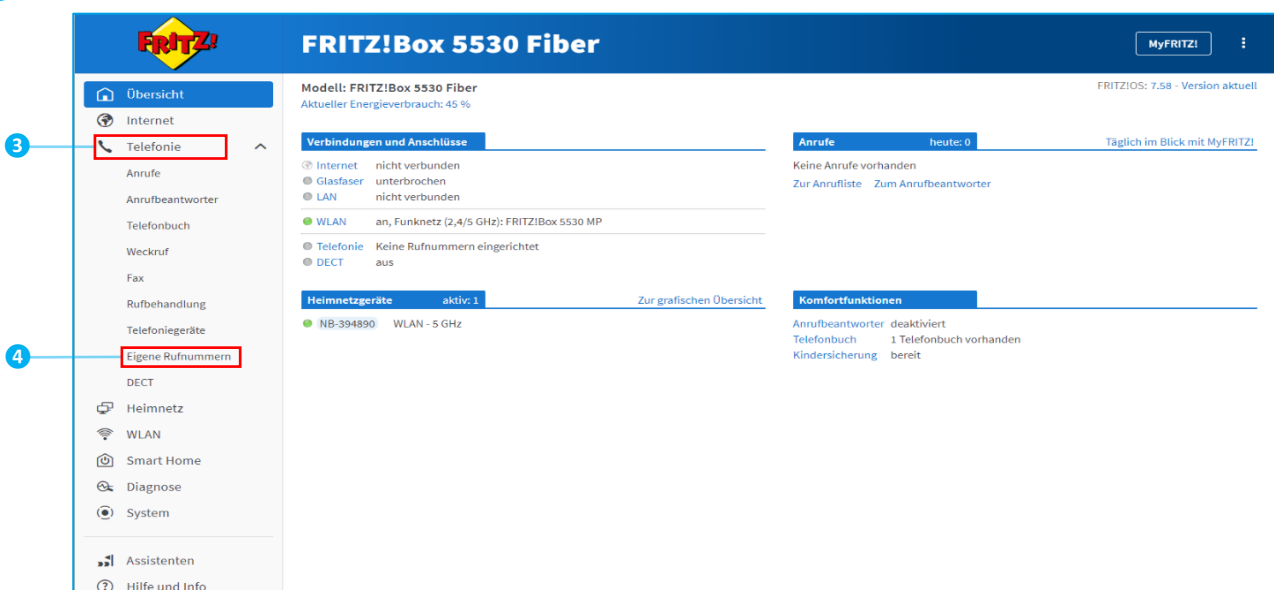 FRITZ!
FRITZ!Box 5530 Fiber
MyFRITZ!
Übersicht
Internet
3
Telefonie
Anrufe
Anrufbeantworter
Telefonbuch
Weckruf
Fax
Rufbehandlung
Telefoniegeräte
4
Eigene Rufnummern
DECT
Heimnetz
WLAN
Smart Home
Diagnose
System
Assistenten
Hilfe und Info
Modell: FRITZ!Box 5530 Fiber
Aktueller Energieverbrauch: 45 %
FRITZ!OS: 7.58 - Version aktuell
Verbindungen und Anschlüsse
Internet nicht verbunden
Glasfaser unterbrochen
LAN nicht verbunden
WLAN an, Funknetz (2,4/5 GHz): FRITZ!Box 5530 MP
Telefonie Keine Rufnummern eingerichtet
DECT aus
Anrufe heute: 0 Täglich im Blick mit MyFRITZ!
Keine Anrufe vorhanden
Zur Anrufliste Zum Anrufbeantworter
Heimnetzgeräte aktiv: 1 Zur grafischen Übersicht
NB-394890 WLAN - 5 GHz
Komfortfunktionen
Anrufbeantworter deaktiviert
Telefonbuch 1 Telefonbuch vorhanden
Kindersicherung bereit